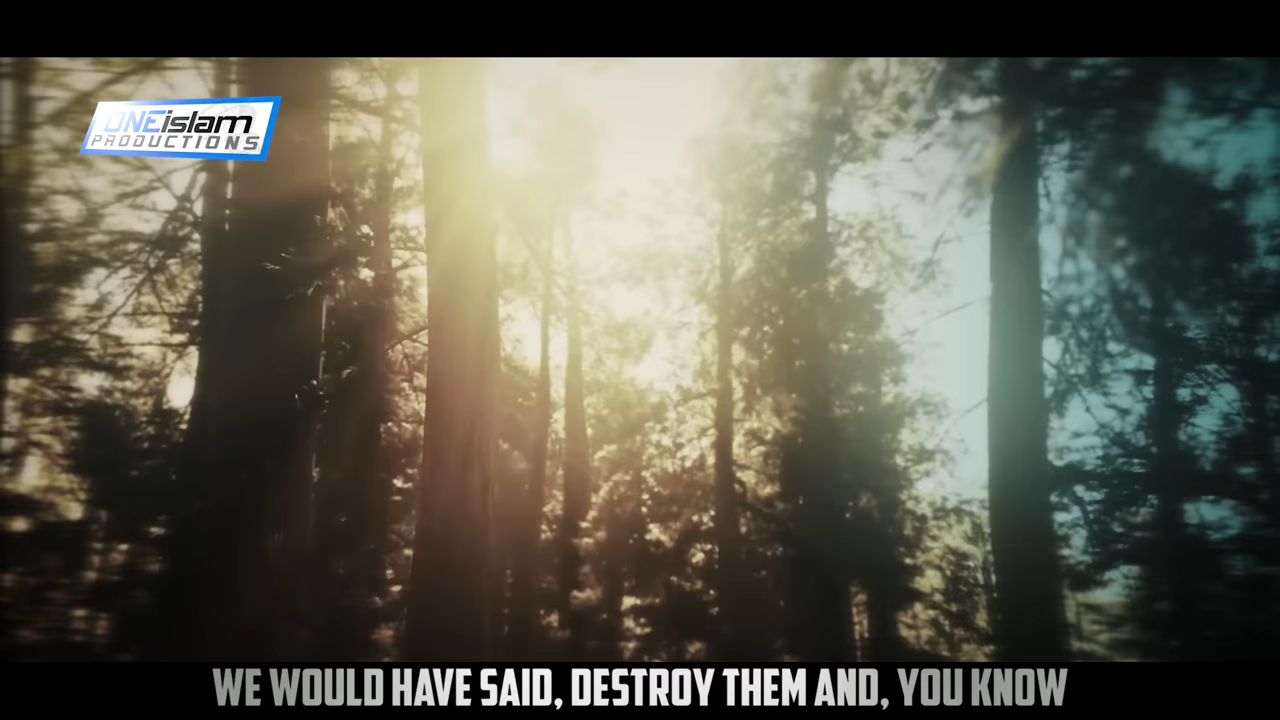 ONEislam
PRODUCTIONS
WE WOULD HAVE SAID, DESTROY THEM AND, YOU KNOW